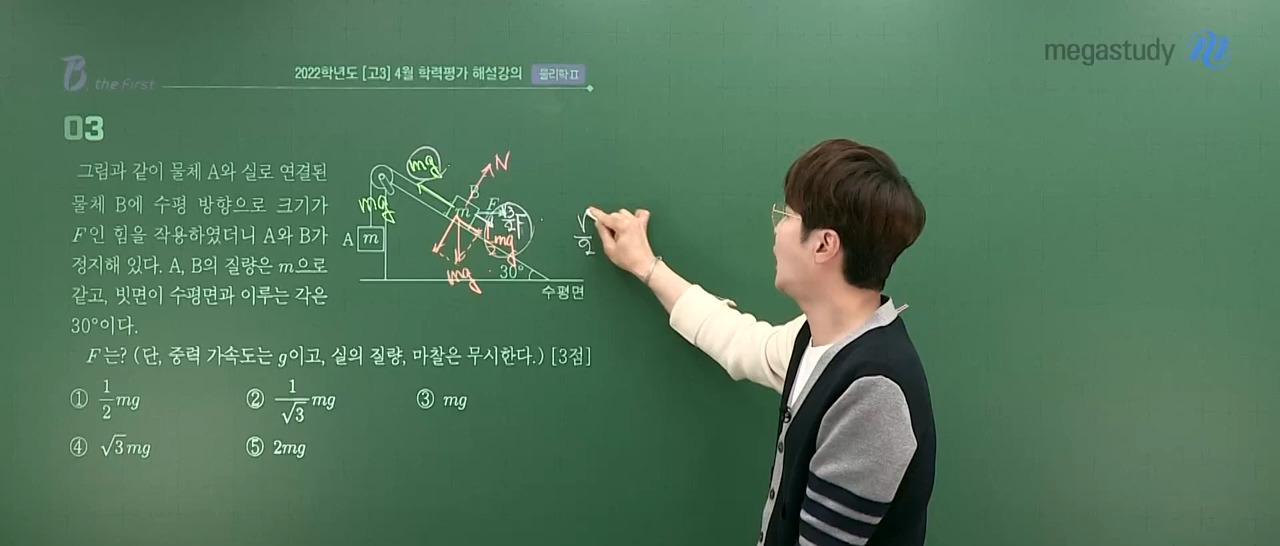 megastudy
B. the first
2022학년도 [고3] 4월 학력평가 해설강의 물리학 II
03
그림과 같이 물체 A와 실로 연결된
물체 B에 수평 방향으로 크기가
F인 힘을 작용하였더니 A와 B가
정지해 있다. A, B의 질량은 m으로
같고, 빗면이 수평면과 이루는 각은
30°이다.
F는? (단, 중력 가속도는 g이고, 실의 질량, 마찰은 무시한다.) [3점]
① 1/2 mg
② 1/√3 mg
③ mg
④ √3mg
⑤ 2mg
mg
N
mg
B
F
m
√3/2 F
A
m
mg
mg
30°
수평면
√/2